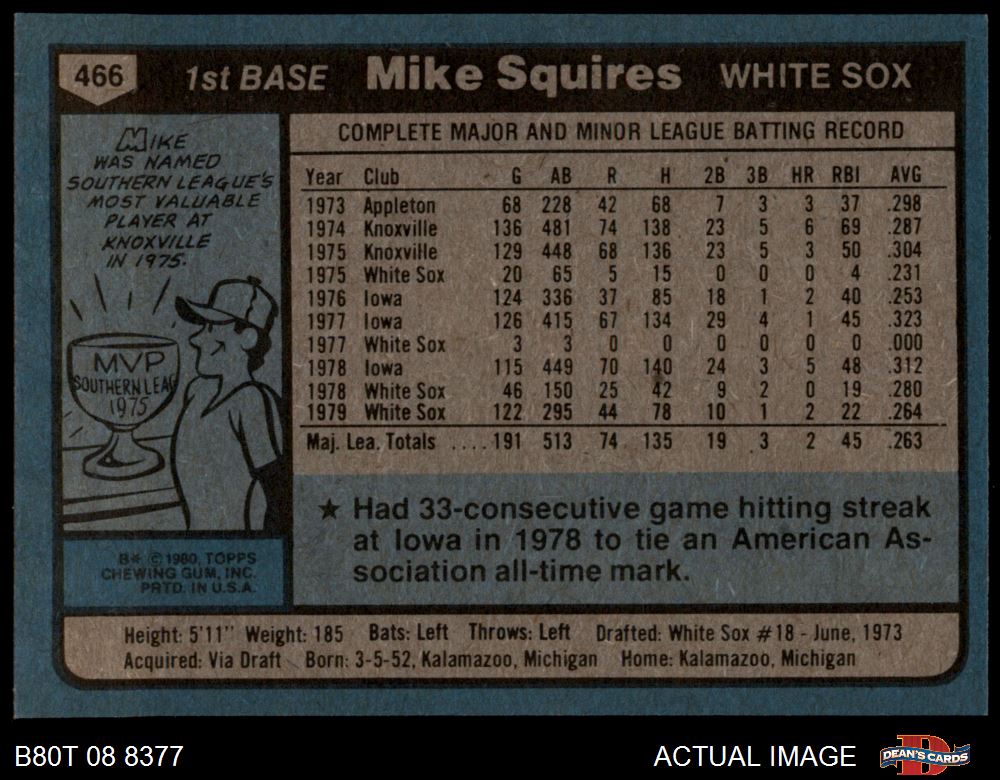 466 1st BASE Mike Squires WHITE SOX
MIKE
WAS NAMED
SOUTHERN LEAGUE'S
MOST VALUABLE
PLAYER AT
KNOXVILLE
IN 1975.
MVP
SOUTHERN LEAG
1975
COMPLETE MAJOR AND MINOR LEAGUE BATTING RECORD
Year Club G AB R H 2B 3B HR RBI AVG
1973 Appleton 68 228 42 68 7 3 3 37 .298
1974 Knoxville 136 481 74 138 23 5 6 69 .287
1975 Knoxville 129 448 68 136 23 5 3 50 .304
1975 White Sox 20 65 5 15 0 0 0 4 .231
1976 Iowa 124 336 37 85 18 1 2 40 .253
1977 Iowa 126 415 67 134 29 4 1 45 .323
1977 White Sox 3 3 0 0 0 0 0 0 .000
1978 Iowa 115 449 70 140 24 3 5 48 .312
1978 White Sox 46 150 25 42 9 2 0 19 .280
1979 White Sox 122 295 44 78 10 1 2 22 .264
Maj. Lea. Totals ....191 513 74 135 19 3 2 45 .263
★ Had 33-consecutive game hitting streak
at Iowa in 1978 to tie an American As-
sociation all-time mark.
B* © 1980 TOPPS
CHEWING GUM, INC.
PRTD. IN U.S.A.
Height: 5'11" Weight: 185 Bats: Left Throws: Left Drafted: White Sox #18 - June, 1973
Acquired: Via Draft Born: 3-5-52, Kalamazoo, Michigan Home: Kalamazoo, Michigan
B80T 08 8377 ACTUAL IMAGE DEAN'S CARDS